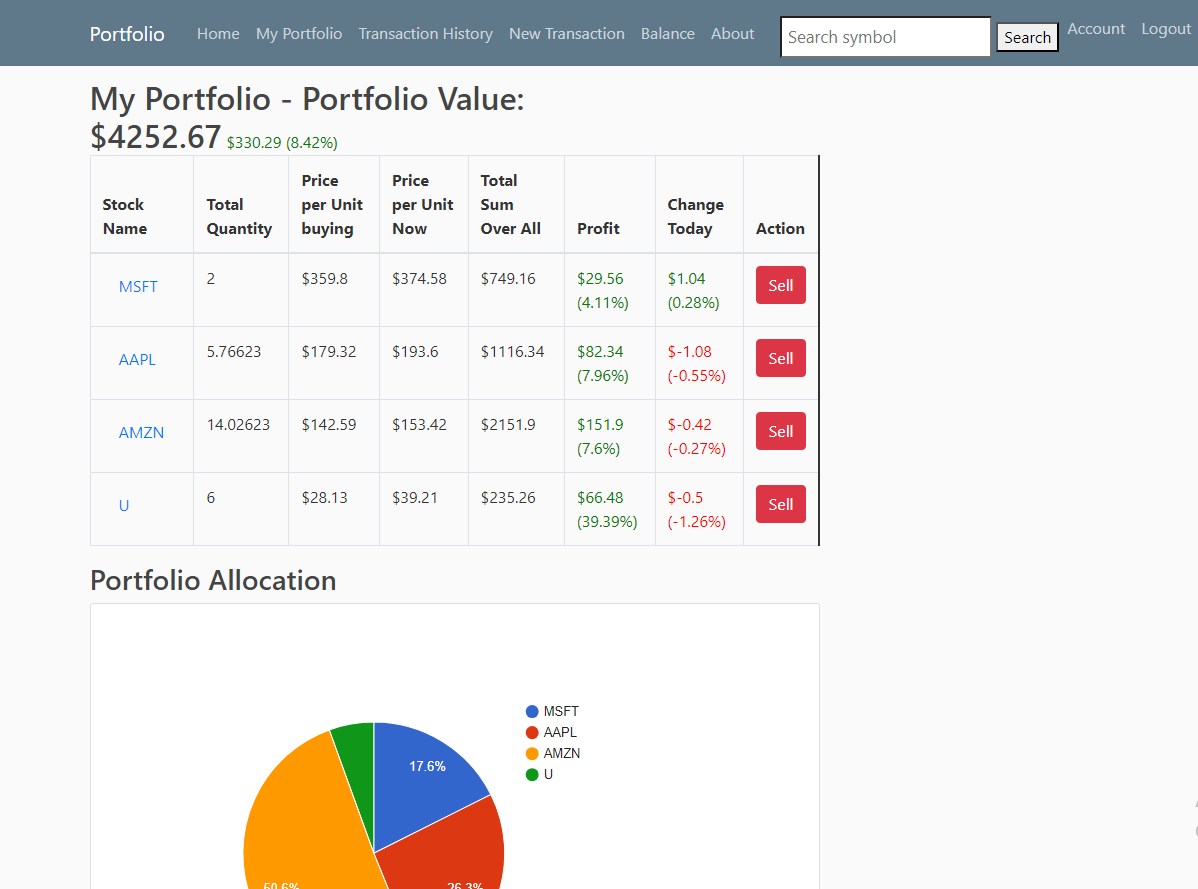 Portfolio Home My Portfolio Transaction History New Transaction Balance About Search symbol Search Account Logout
My Portfolio - Portfolio Value:
$4252.67 $330.29 (8.42%)
Stock Name Total Quantity Price per Unit buying Price per Unit Now Total Sum Over All Profit Change Today Action
MSFT 2 $359.8 $374.58 $749.16 $29.56 (4.11%) $1.04 (0.28%) Sell
AAPL 5.76623 $179.32 $193.6 $1116.34 $82.34 (7.96%) $-1.08 (-0.55%) Sell
AMZN 14.02623 $142.59 $153.42 $2151.9 $151.9 (7.6%) $-0.42 (-0.27%) Sell
U 6 $28.13 $39.21 $235.26 $66.48 (39.39%) $-0.5 (-1.26%) Sell
Portfolio Allocation
MSFT
AAPL
AMZN
U
17.6%
50.6% 26.3%